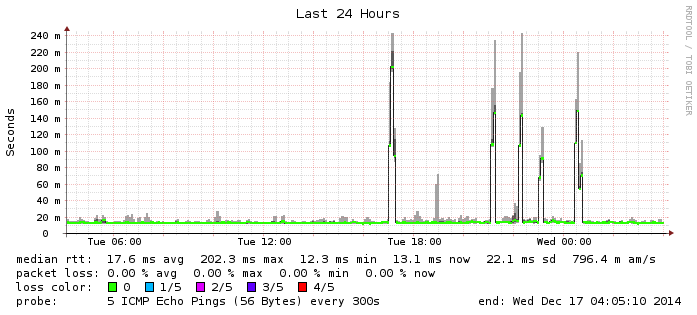 Last 24 Hours
RRDTOOL / TOBI OETIKER
Seconds
240 m
220 m
200 m
180 m
160 m
140 m
120 m
100 m
80 m
60 m
40 m
20 m
0
Tue 06:00 Tue 12:00 Tue 18:00 Wed 00:00
median rtt: 17.6 ms avg 202.3 ms max 12.3 ms min 13.1 ms now 22.1 ms sd 796.4 m am/s
packet loss: 0.00 % avg 0.00 % max 0.00 % min 0.00 % now
loss color: 0 1/5 2/5 3/5 4/5
probe: 5 ICMP Echo Pings (56 Bytes) every 300s end: Wed Dec 17 04:05:10 2014